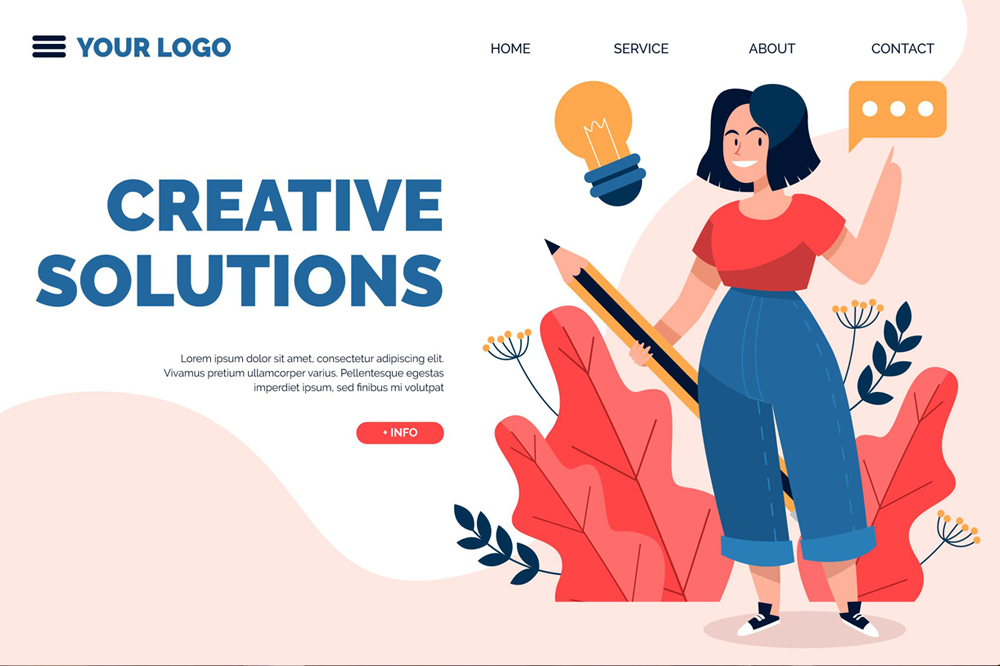 YOUR LOGO
HOME SERVICE ABOUT CONTACT
CREATIVE
SOLUTIONS
Lorem ipsum dolor sit amet, consectetur adipiscing elit.
Vivamus pretium ullamcorper varius. Pellentesque egestas
imperdiet ipsum, sed finibus mi volutpat
+ INFO